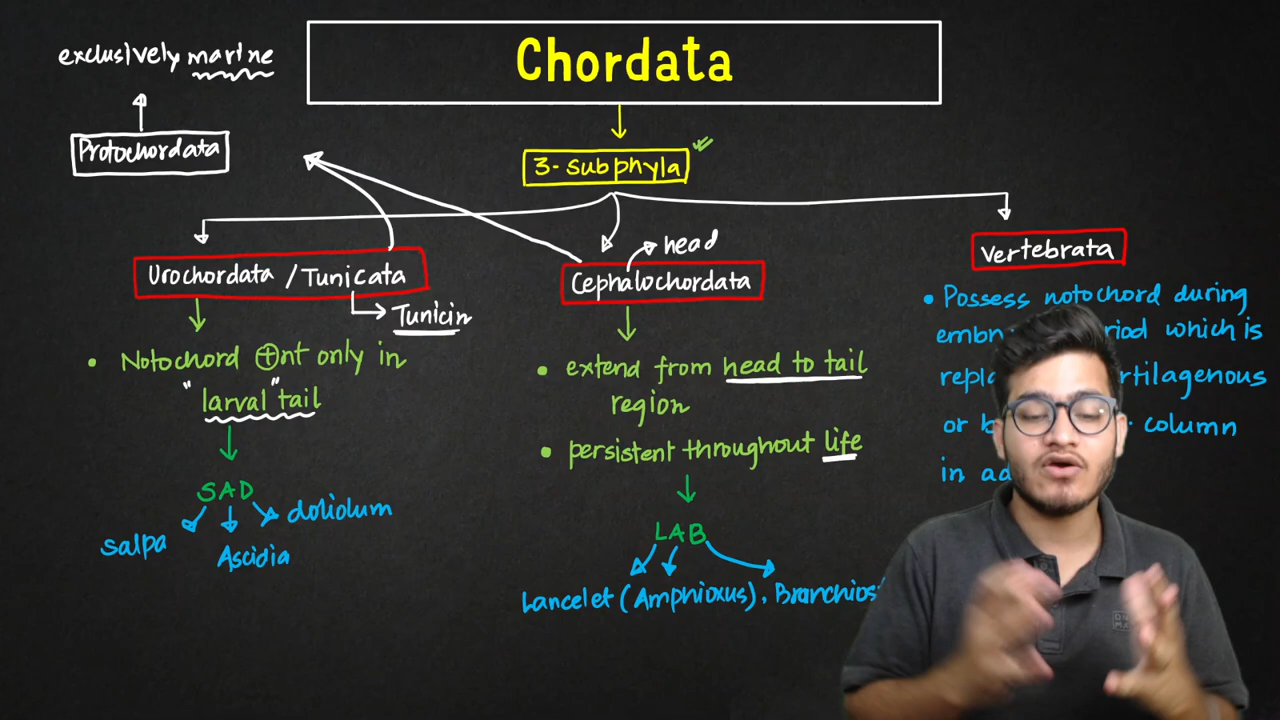 exclusively marine
Protochordata
Chordata
3-subphyla
Urochordata / Tunicata
Tunicin
• Notochord ⊕nt only in
"larval" tail
SAD
Salpa
Ascidia
doliolum
head
Cephalochordata
• extend from head to tail
region
• persistent throughout life
LAB
Lancelet (Amphioxus), Branchios
Vertebrata
• Possess notochord during
which is
or column
in